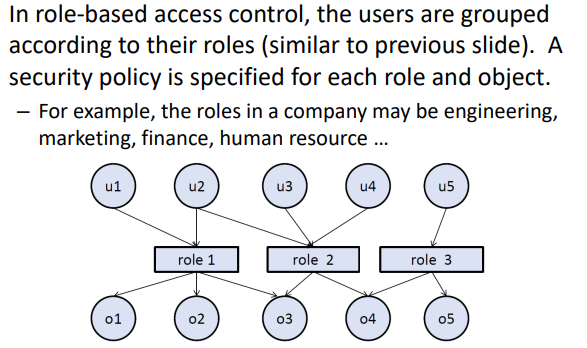 In role-based access control, the users are grouped
according to their roles (similar to previous slide).  A
security policy is specified for each role and object.
– For example, the roles in a company may be engineering,
marketing, finance, human resource ...
u1 u2 u3 u4 u5
role 1 role 2 role 3
o1 o2 o3 o4 o5